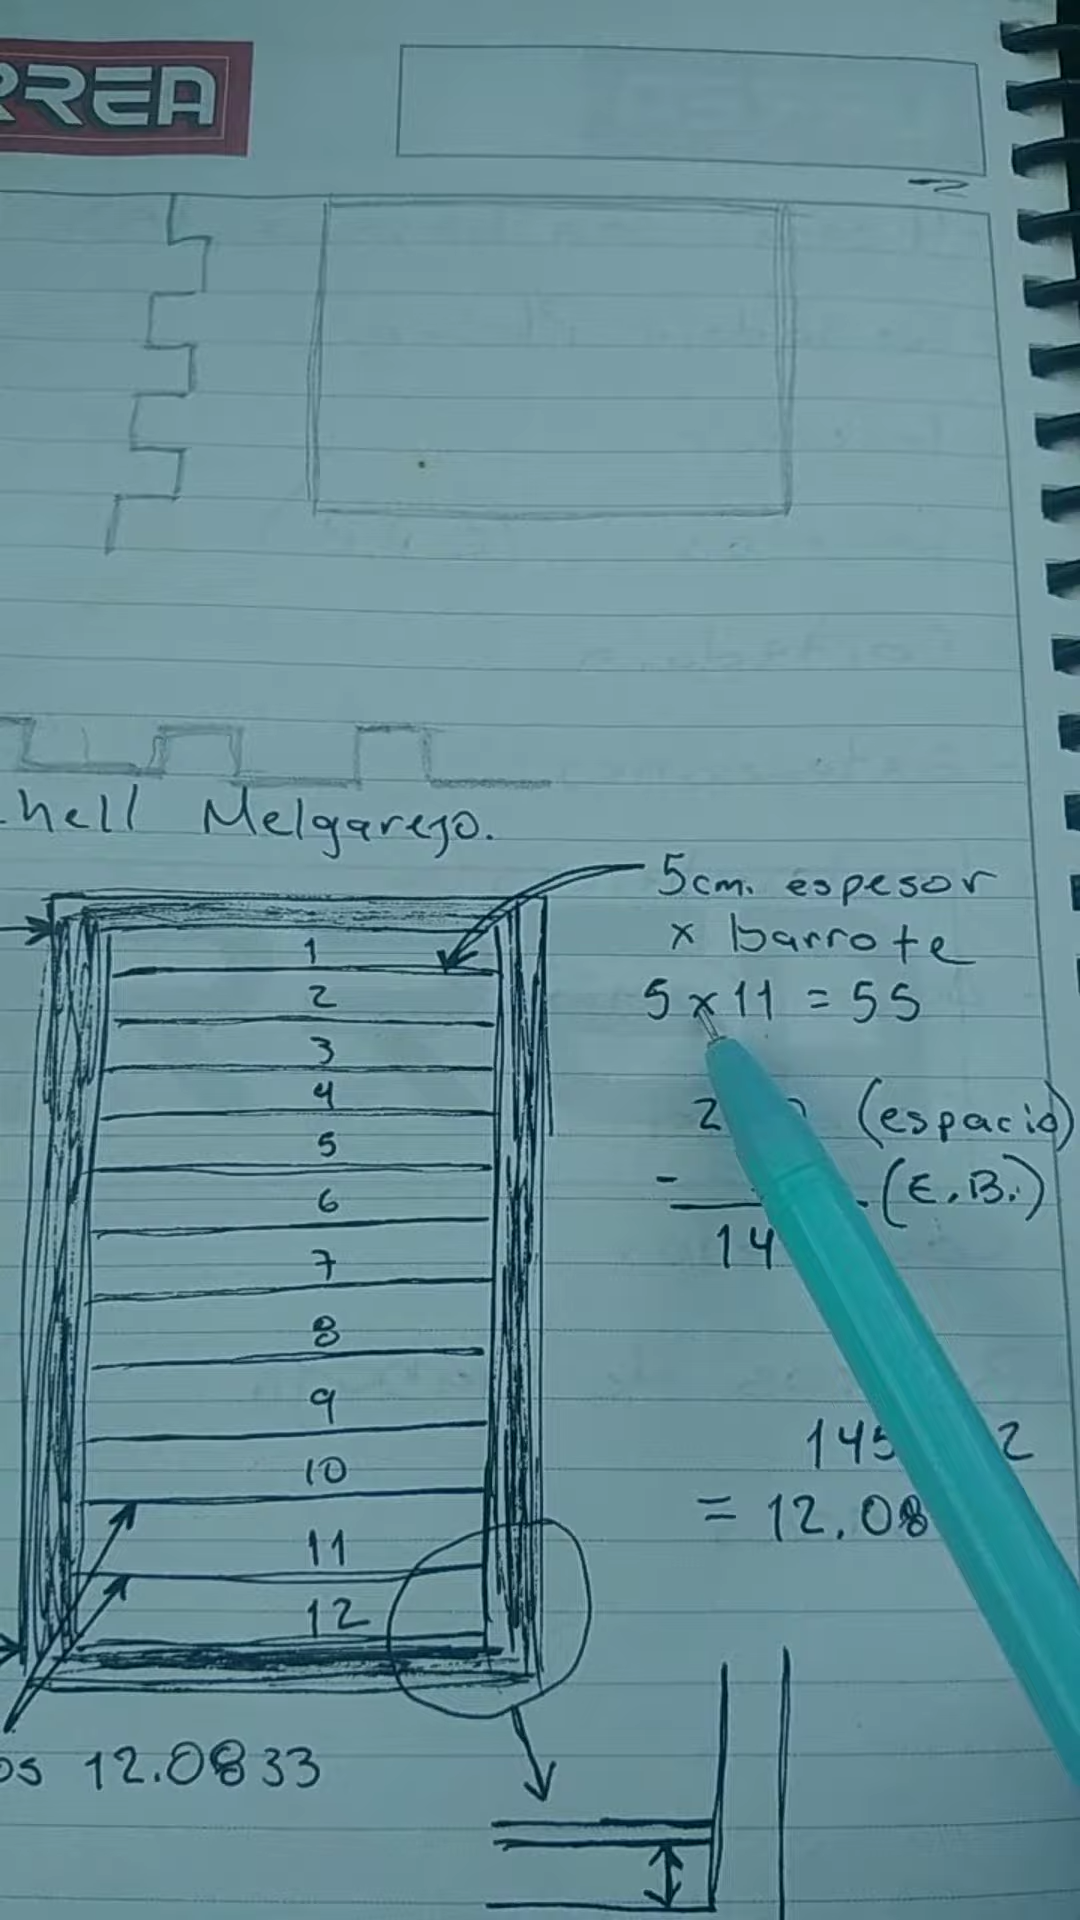 RREA
hell Melgarejo.
5cm. espesor
x barrote
5 x 11 = 55
(espacio)
- (E.B.)
14
1
2
3
4
5
6
7
8
9
10
11
12
145 2
= 12.08
os 12.0833